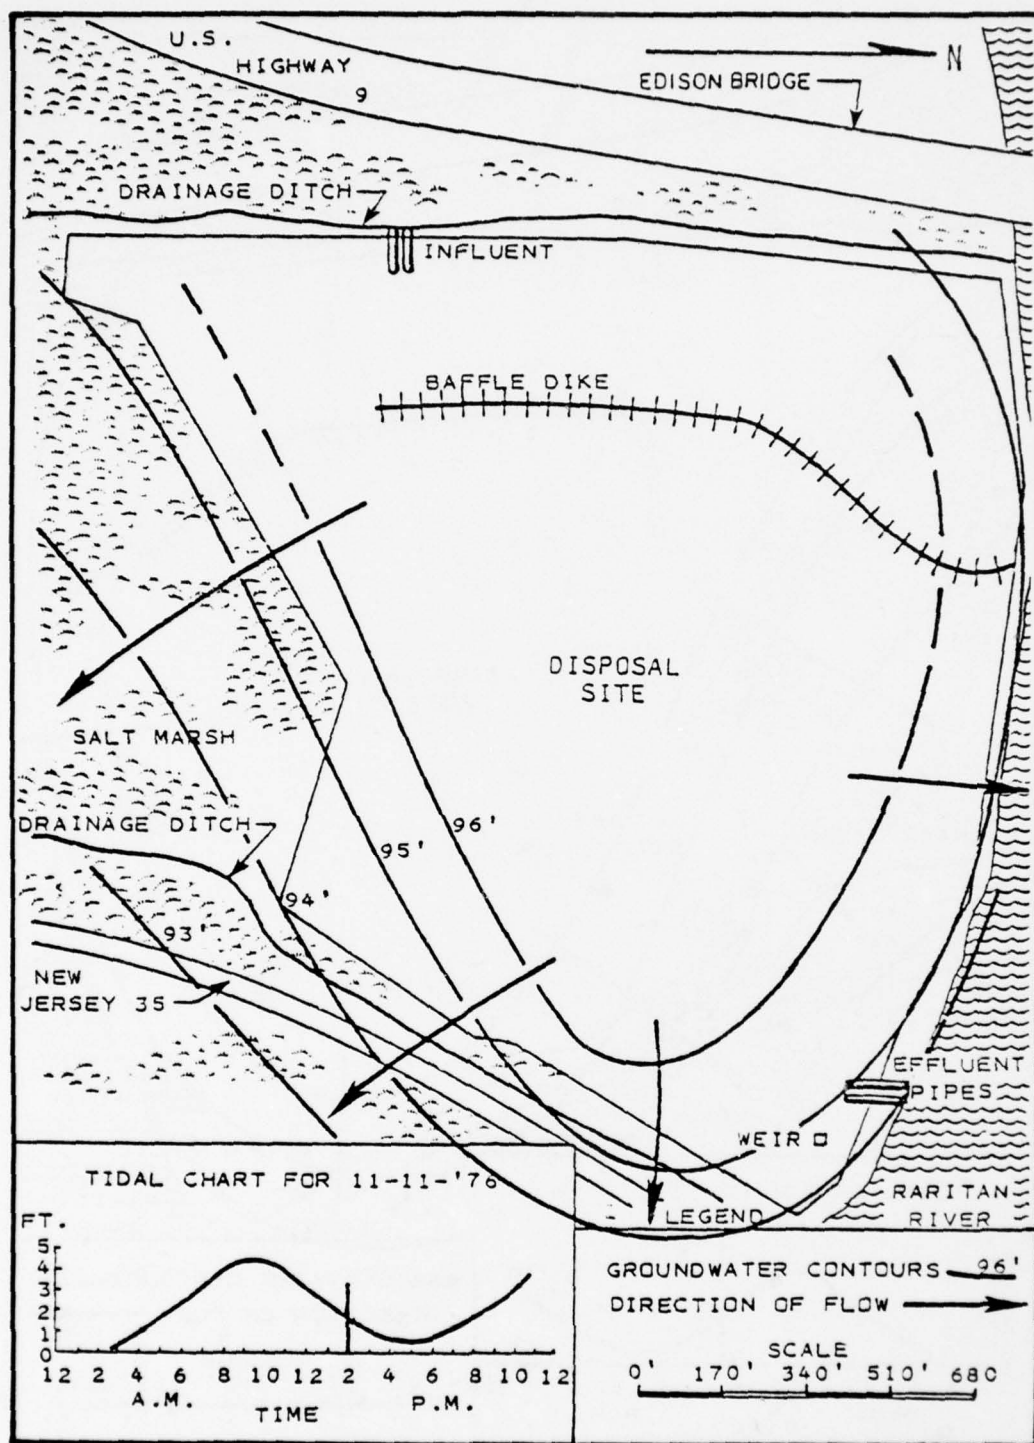 U.S.
HIGHWAY
9
N
EDISON BRIDGE
DRAINAGE DITCH
INFLUENT
BAFFLE DIKE
DISPOSAL
SITE
SALT MARSH
DRAINAGE DITCH
96'
95'
94'
93'
NEW
JERSEY 35
EFFLUENT
PIPES
WEIR
RARITAN
RIVER
TIDAL CHART FOR 11-11-'76
FT.
5
4
3
2
1
0
12 2 4 6 8 10 12 2 4 6 8 10 12
A.M. P.M.
TIME
LEGEND
GROUNDWATER CONTOURS 96'
DIRECTION OF FLOW
SCALE
0' 170' 340' 510' 680'